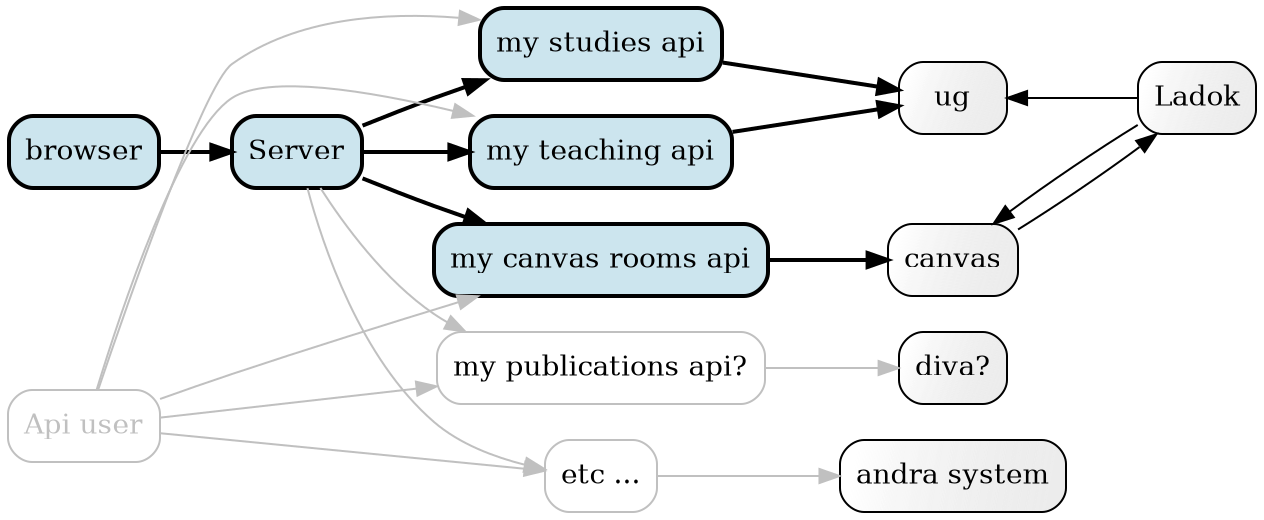 my studies api
ug
Ladok
browser
Server
my teaching api
my canvas rooms api
canvas
my publications api?
diva?
Api user
etc ...
andra system